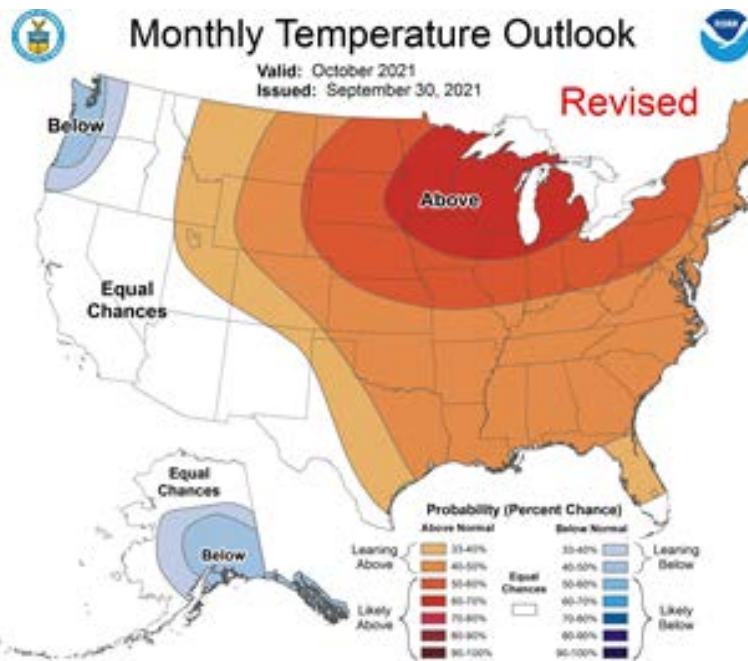 Monthly Temperature Outlook
Valid: October 2021
Issued: September 30, 2021
Revised
Below
Above
Equal
Chances
Equal
Chances
Below
Probability (Percent Chance)
Above Normal Below Normal
Leaning
Above
33-40% 33-40%
40-50% 40-50%
Leaning
Below
50-60% Equal
Chances 50-60%
Likely
Above
60-70% 60-70%
70-80% 70-80%
Likely
Below
80-90% 80-90%
90-100% 90-100%